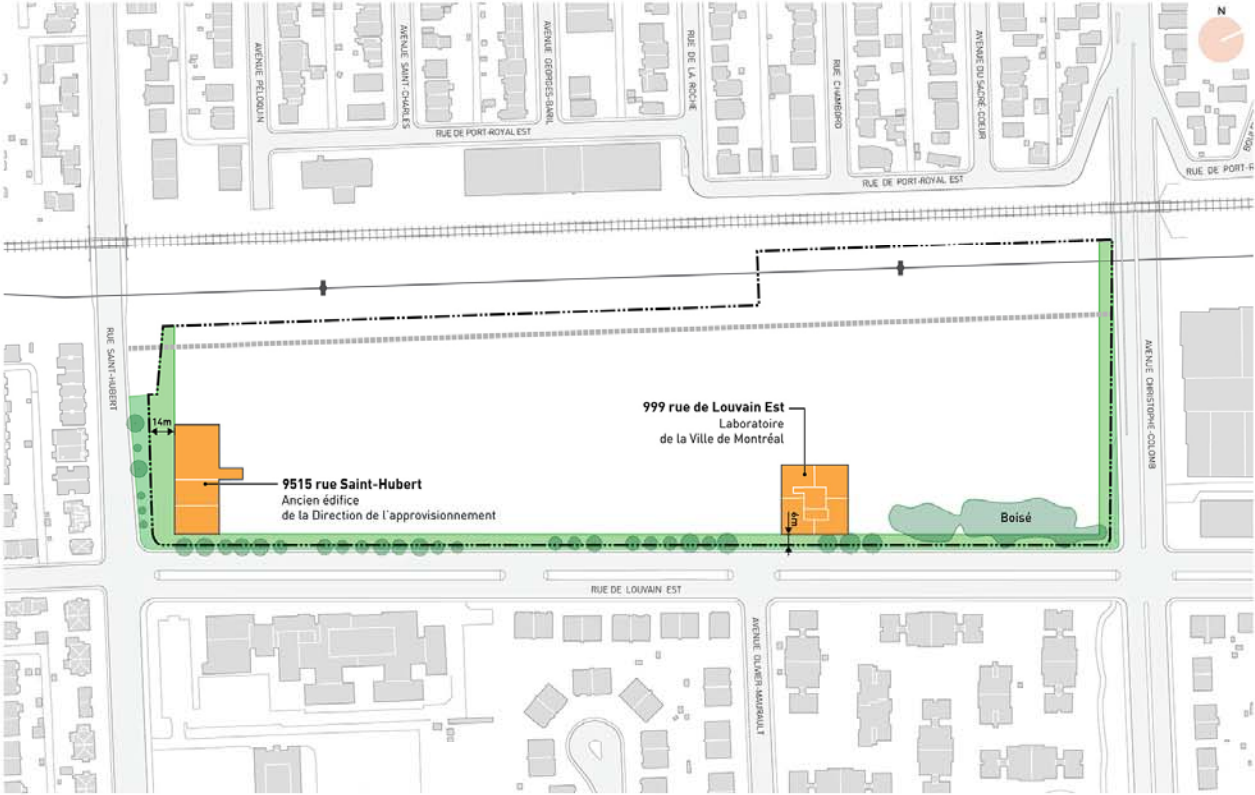 N
AVENUE PÉLOQUIN
AVENUE SAINT-CHARLES
AVENUE GEORGES-BARIL
RUE DE LA ROCHE
RUE CHAMBORD
AVENUE DU SACRÉ-COEUR
RUE DE PORT-ROYAL EST
RUE DE PORT-ROYAL EST
RUE DE PORT-R
RUE SAINT-HUBERT
AVENUE CHRISTOPHE-COLOMB
14m
9515 rue Saint-Hubert
Ancien édifice
de la Direction de l'approvisionnement
999 rue de Louvain Est
Laboratoire
de la Ville de Montréal
6m
Boisé
RUE DE LOUVAIN EST
AVENUE OLIVIER-MAURAULT